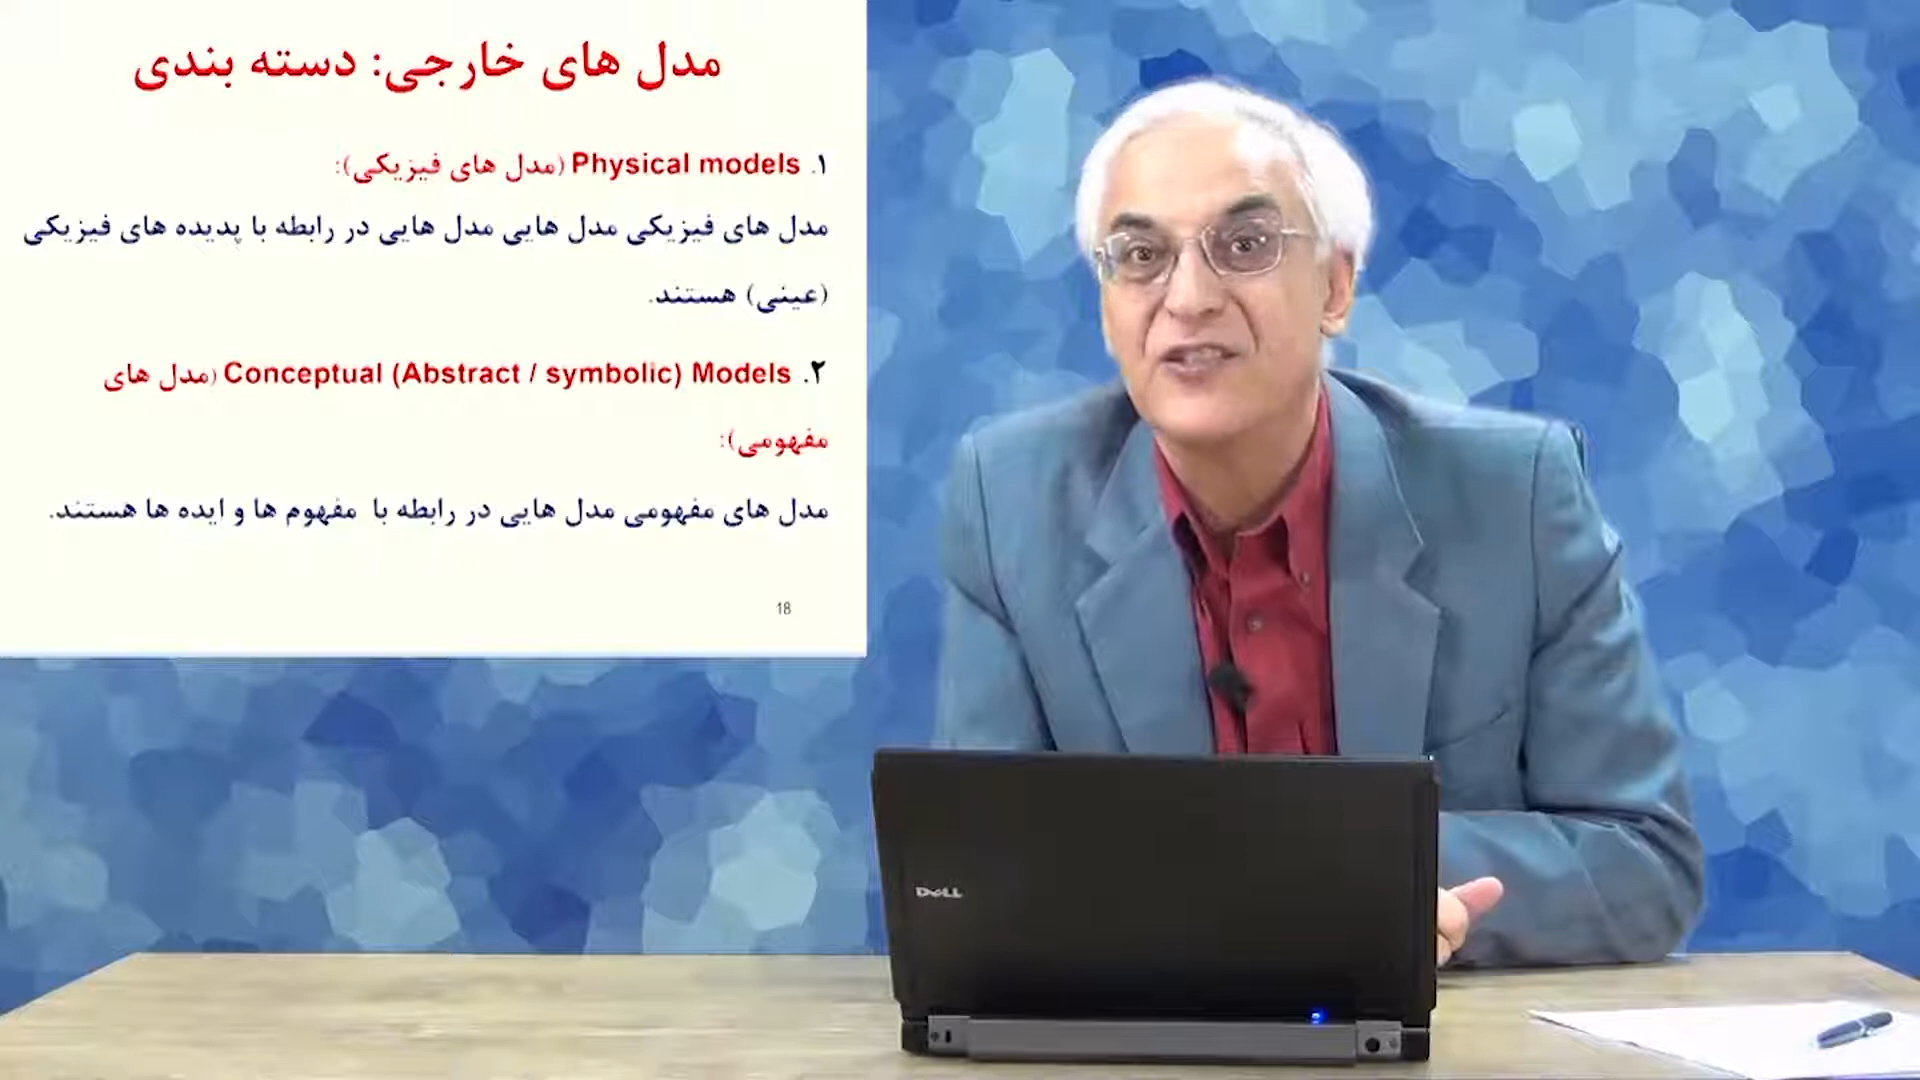 مدل های خارجی: دسته بندی
۱. Physical models (مدل های فیزیکی):
مدل های فیزیکی مدل هایی مدل هایی در رابطه با پدیده های فیزیکی
(عینی) هستند.
۲. Conceptual (Abstract / symbolic) Models (مدل های
مفهومی):
مدل های مفهومی مدل هایی در رابطه با مفهوم ها و ایده ها هستند.
18
DELL